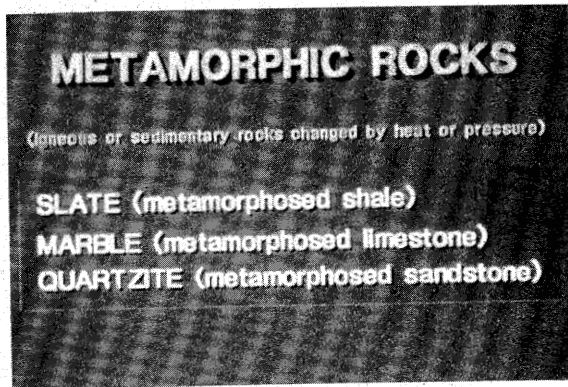 METAMORPHIC ROCKS
(Igneous or sedimentary rocks changed by heat or pressure)
SLATE (metamorphosed shale)
MARBLE (metamorphosed limestone)
QUARTZITE (metamorphosed sandstone)